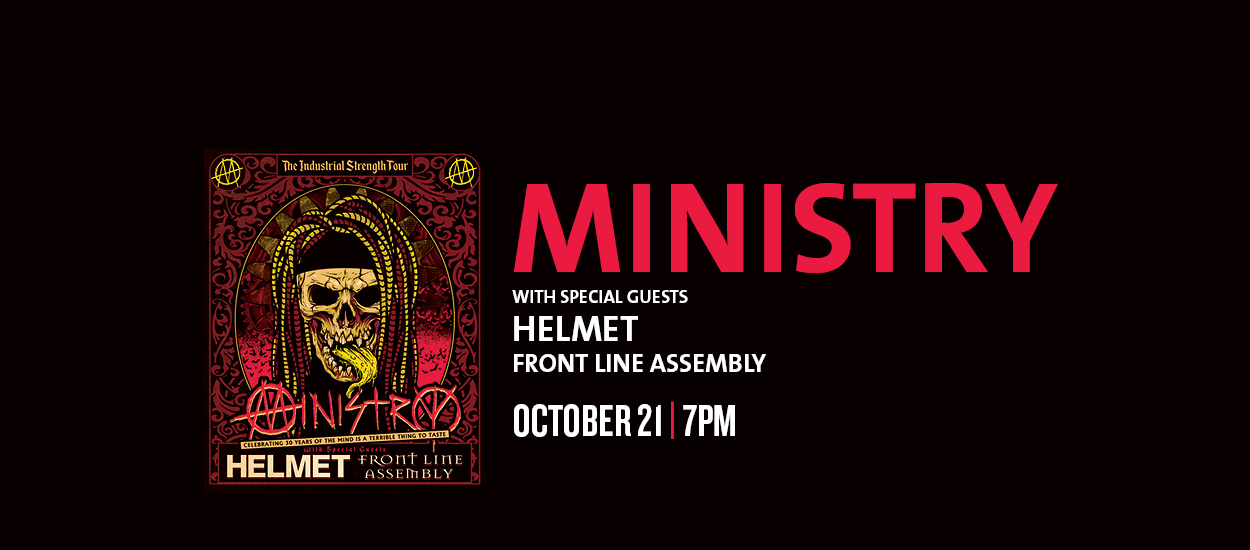 The Industrial Strength Tour
MINISTRY
CELEBRATING 30 YEARS OF THE MIND IS A TERRIBLE THING TO TASTE
With Special Guests
HELMET
FRONT LINE
ASSEMBLY
MINISTRY
WITH SPECIAL GUESTS
HELMET
FRONT LINE ASSEMBLY
OCTOBER 21 | 7PM